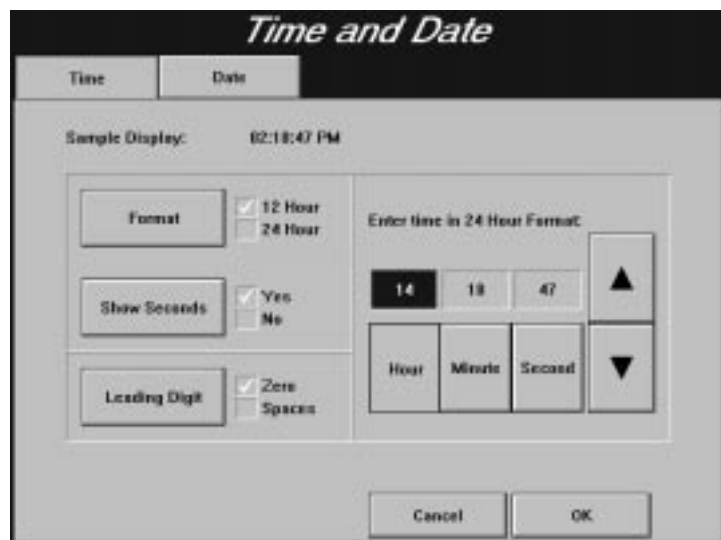 Time and Date
Time
Date
Sample Display: 02:18:47 PM
Format
12 Hour
24 Hour
Enter time in 24 Hour Format:
14 18 47
Show Seconds
Yes
No
Hour Minute Second
Leading Digit
Zero
Spaces
Cancel
OK